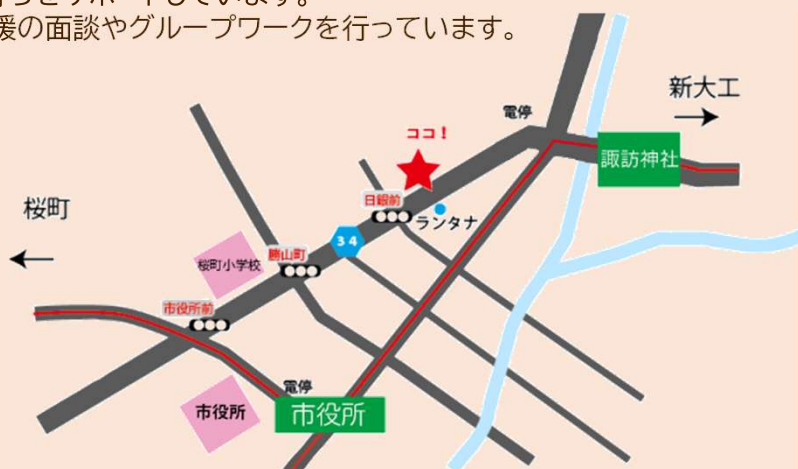 援の面談やグループワークを行っています。
新大工
電停
ココ！
諏訪神社
日銀前
ランタナ
桜町
34
勝山町
桜町小学校
市役所前
電停
市役所
市役所